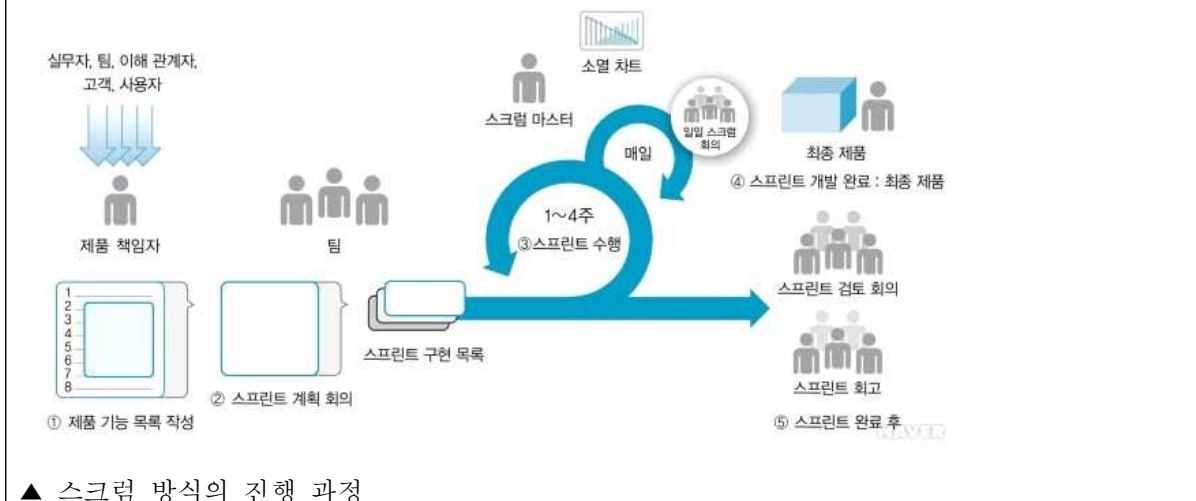 실무자, 팀, 이해 관계자,
고객, 사용자
제품 책임자
1
2
3
4
5
6
7
8
① 제품 기능 목록 작성
팀
② 스프린트 계획 회의
스프린트 구현 목록
스크럼 마스터
소멸 차트
1~4주
③스프린트 수행
매일
일일 스크럼
회의
최종 제품
④ 스프린트 개발 완료 : 최종 제품
스프린트 검토 회의
스프린트 회고
⑤ 스프린트 완료 후
NAVER
▲ 스크럼 방식의 진행 과정